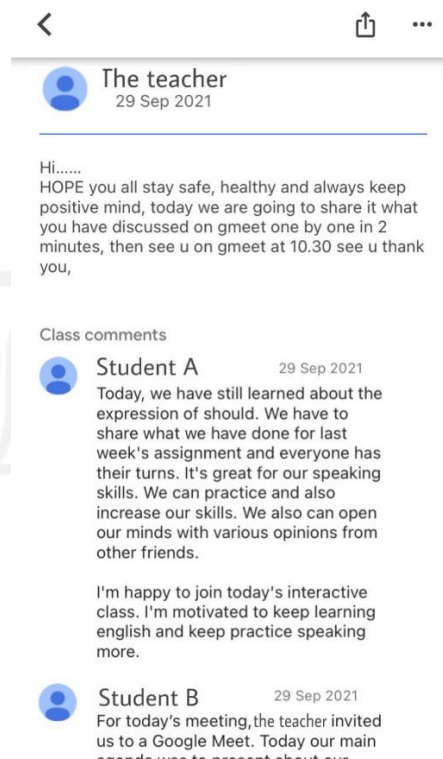 The teacher
29 Sep 2021
Hi......
HOPE you all stay safe, healthy and always keep
positive mind, today we are going to share it what
you have discussed on gmeet one by one in 2
minutes, then see u on gmeet at 10.30 see u thank
you,
Class comments
Student A 29 Sep 2021
Today, we have still learned about the
expression of should. We have to
share what we have done for last
week's assignment and everyone has
their turns. It's great for our speaking
skills. We can practice and also
increase our skills. We also can open
our minds with various opinions from
other friends.
I'm happy to join today's interactive
class. I'm motivated to keep learning
english and keep practice speaking
more.
Student B 29 Sep 2021
For today's meeting, the teacher invited
us to a Google Meet. Today our main
agenda was to present about our